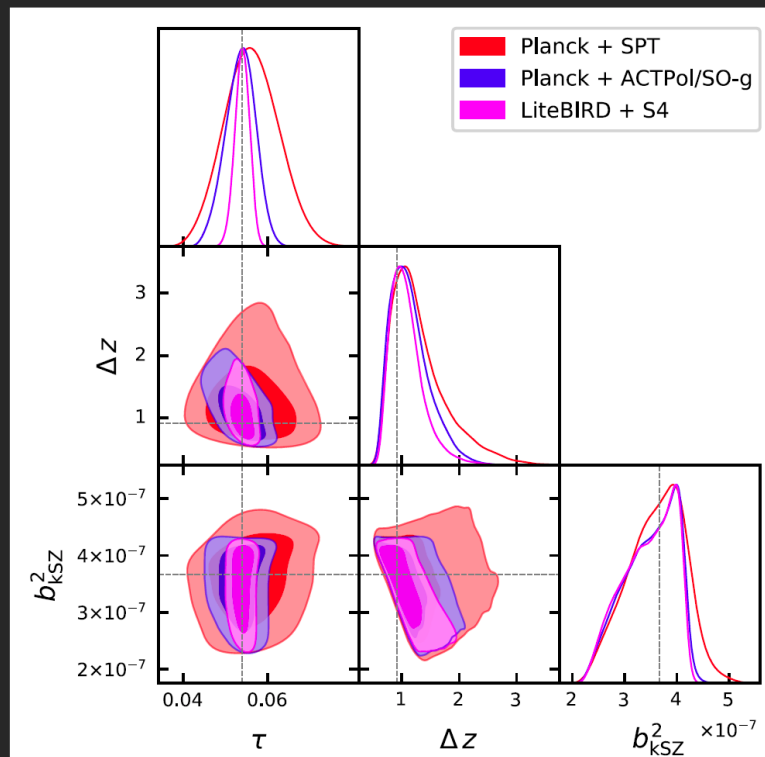 Planck + SPT
Planck + ACTPol/SO-g
LiteBIRD + S4
3
2
1
Δz
5×10⁻⁷
4×10⁻⁷
3×10⁻⁷
2×10⁻⁷
b²kSZ
0.04 0.06
τ
1 2 3
Δz
2 3 4 5
×10⁻⁷
b²kSZ